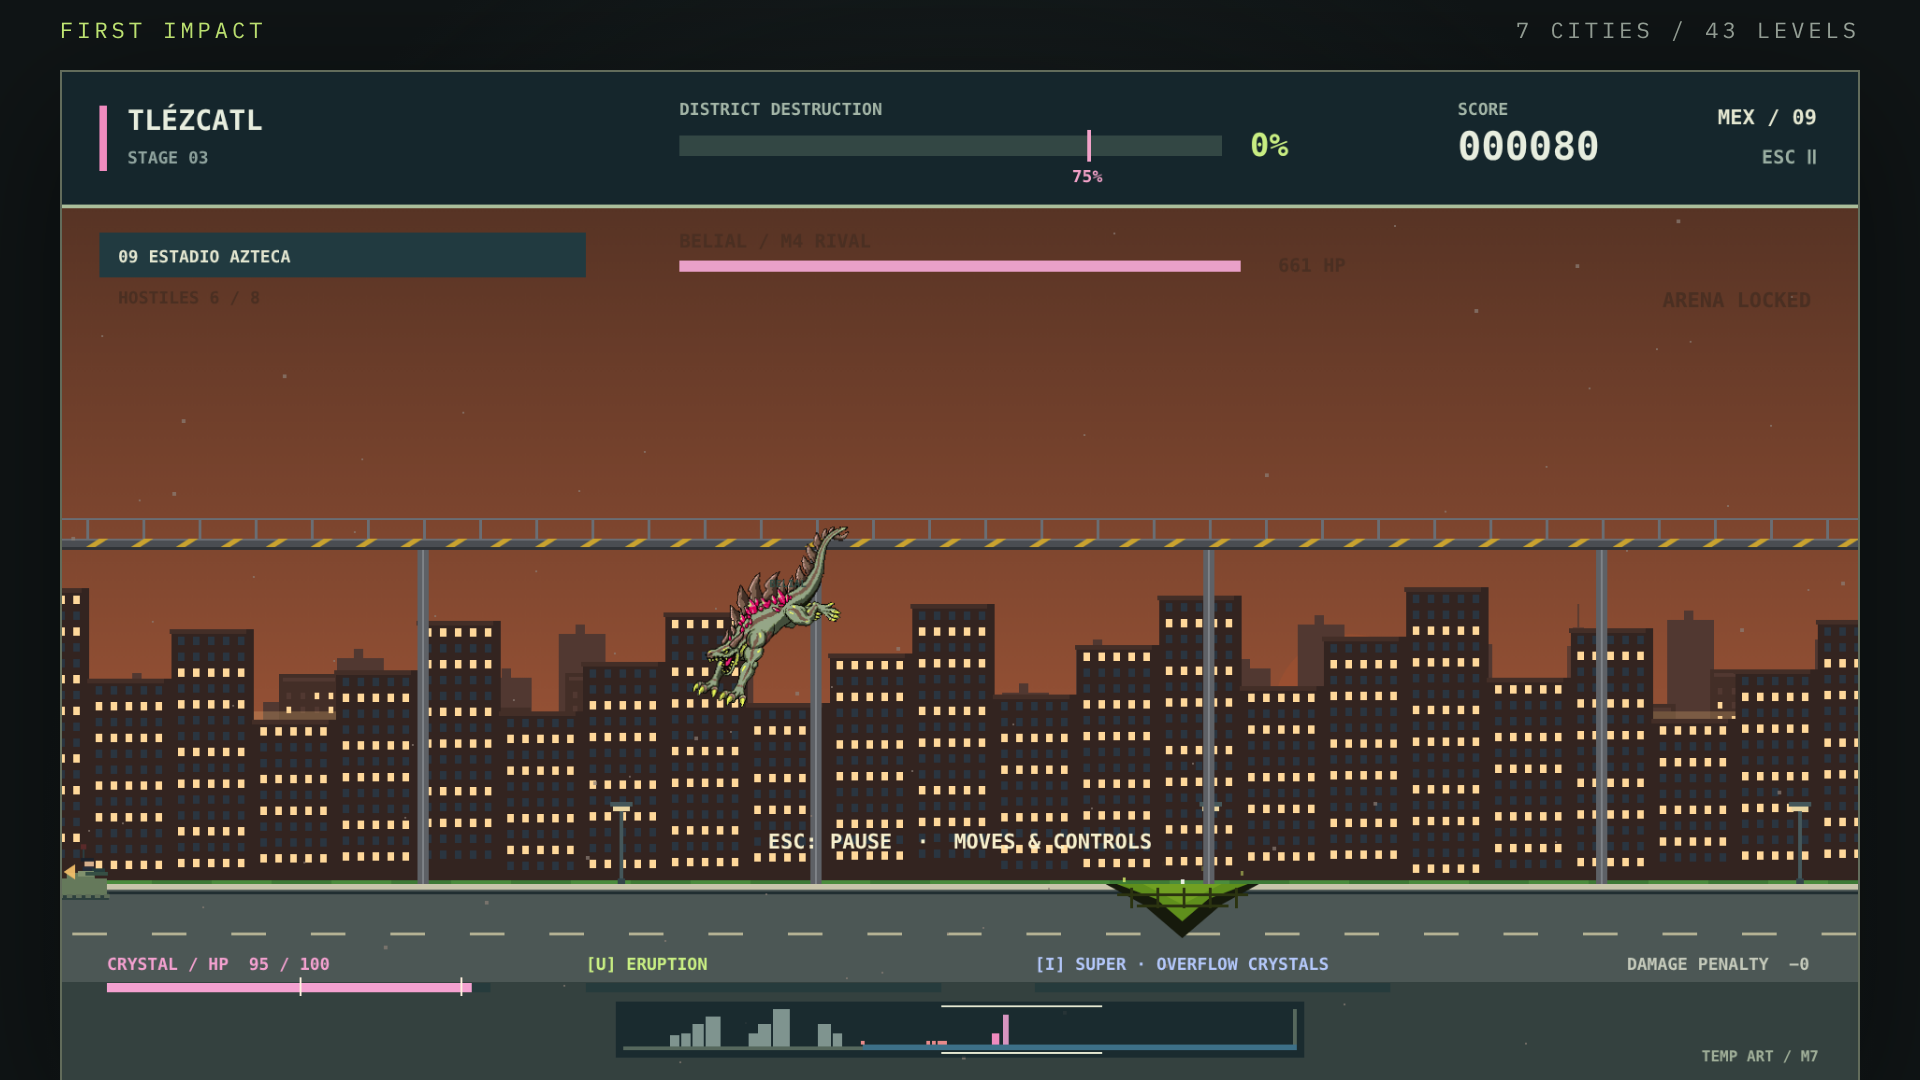 FIRST IMPACT
7 CITIES / 43 LEVELS
TLÉZCATL
STAGE 03
DISTRICT DESTRUCTION
0%
75%
SCORE
000080
MEX / 09
ESC II
09 ESTADIO AZTECA
HOSTILES 6 / 8
BELIAL / M4 RIVAL
661 HP
ARENA LOCKED
ESC: PAUSE · MOVES & CONTROLS
CRYSTAL / HP 95 / 100
[U] ERUPTION
[I] SUPER · OVERFLOW CRYSTALS
DAMAGE PENALTY −0
TEMP ART / M7